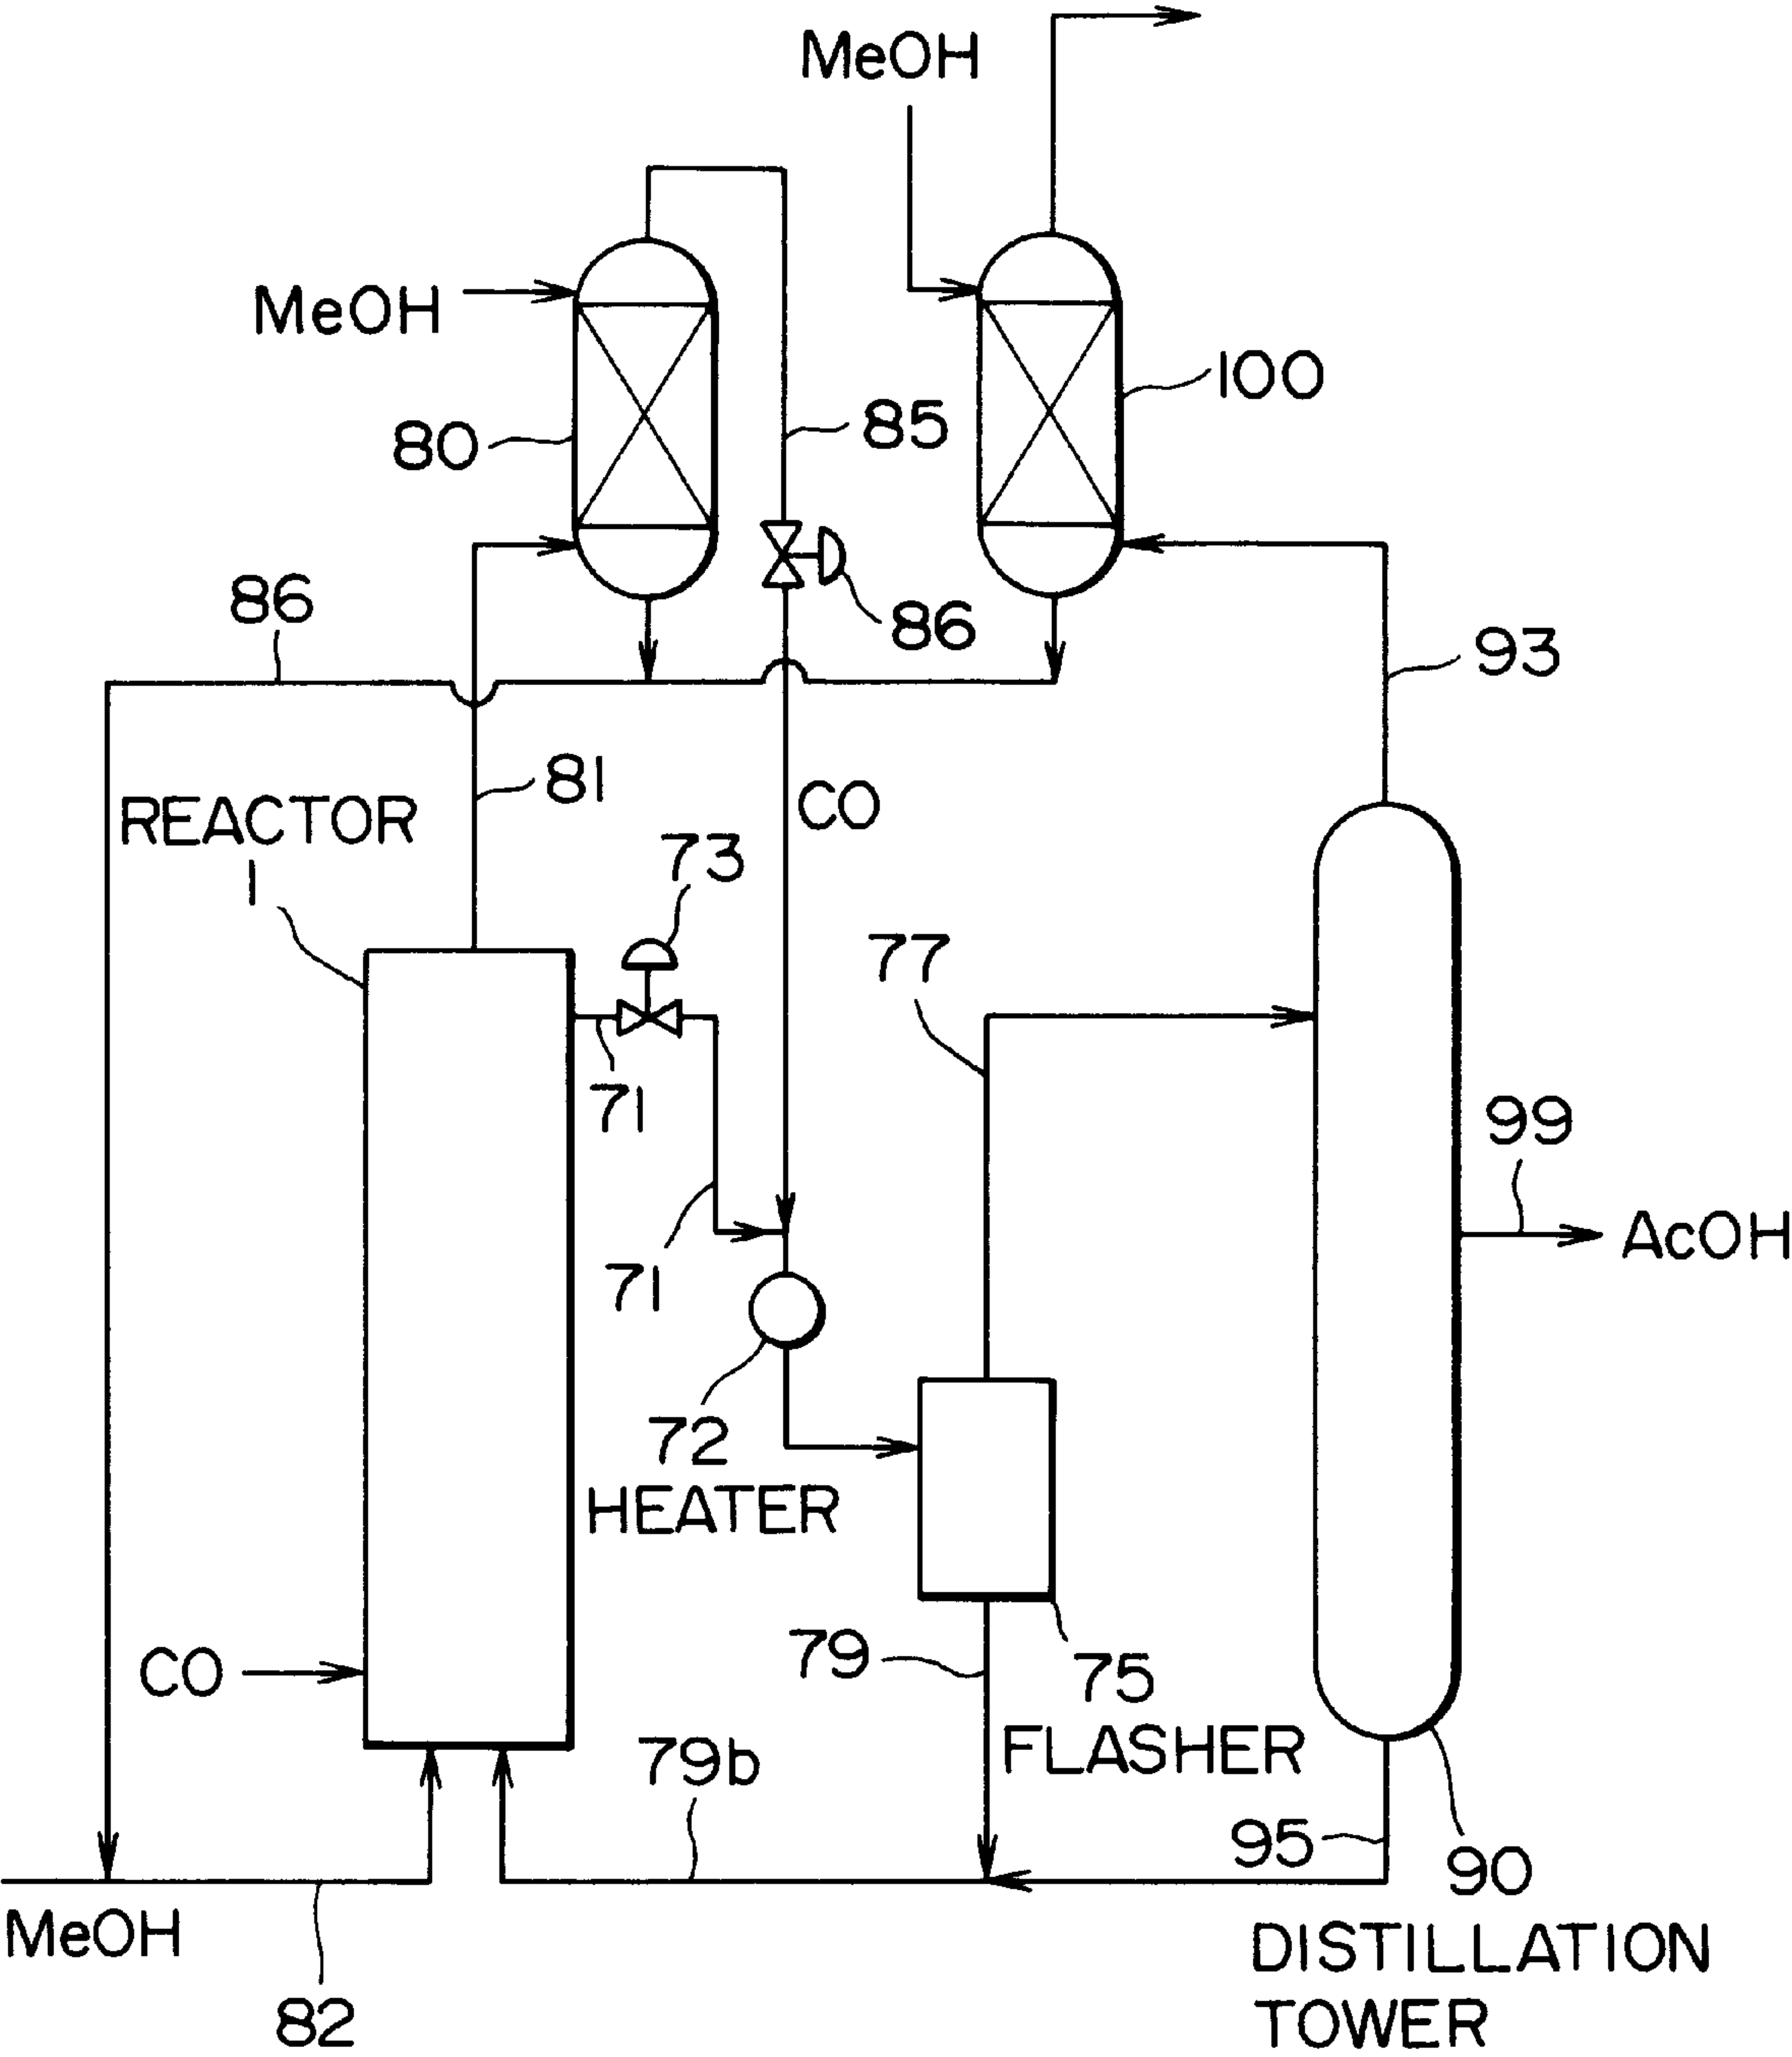 MeOH
MeOH
100
80
85
86
86
93
81
CO
REACTOR
1
73
77
71
99
AcOH
71
72
HEATER
CO
79
75
FLASHER
79b
95
90
MeOH
DISTILLATION
TOWER
82